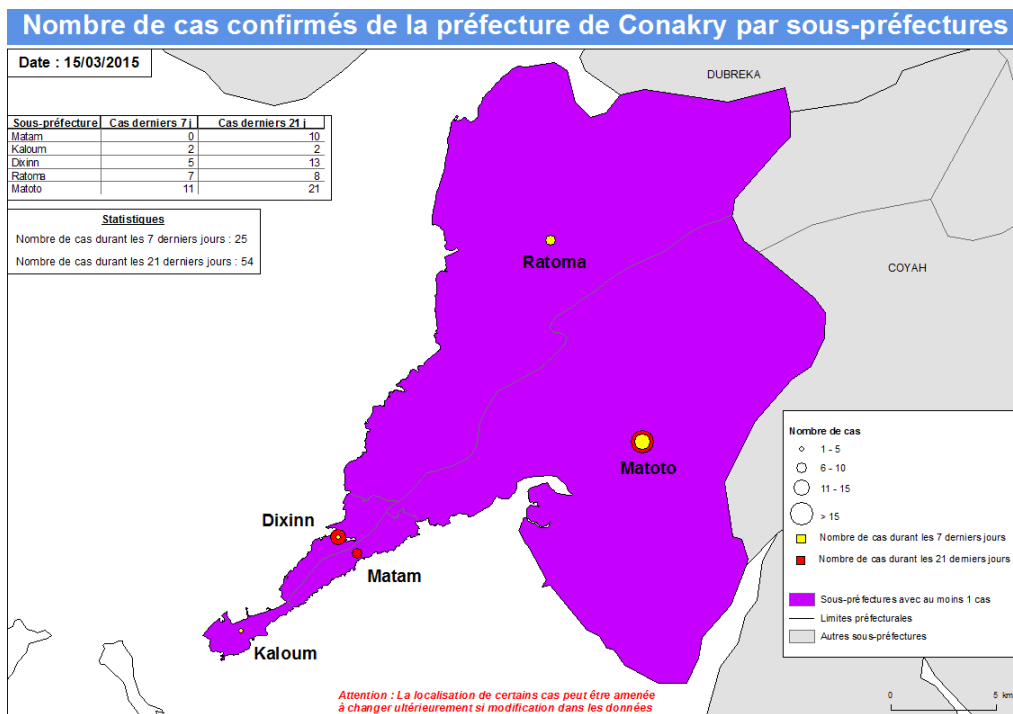 Nombre de cas confirmés de la préfecture de Conakry par sous-préfectures
Date : 15/03/2015
DUBREKA
Sous-préfecture Cas derniers 7 j Cas derniers 21 j
Matam 0 10
Kaloum 2 2
Dixinn 5 13
Ratoma 7 8
Matoto 11 21
Statistiques
Nombre de cas durant les 7 derniers jours : 25
Nombre de cas durant les 21 derniers jours : 54
Ratoma
COYAH
Matoto
Dixinn
Matam
Kaloum
Nombre de cas
1 - 5
6 - 10
11 - 15
> 15
Nombre de cas durant les 7 derniers jours
Nombre de cas durant les 21 derniers jours
Sous-préfectures avec au moins 1 cas
Limites préfecturales
Autres sous-préfectures
Attention : La localisation de certains cas peut être amenée
à changer ultérieurement si modification dans les données
0 5 km